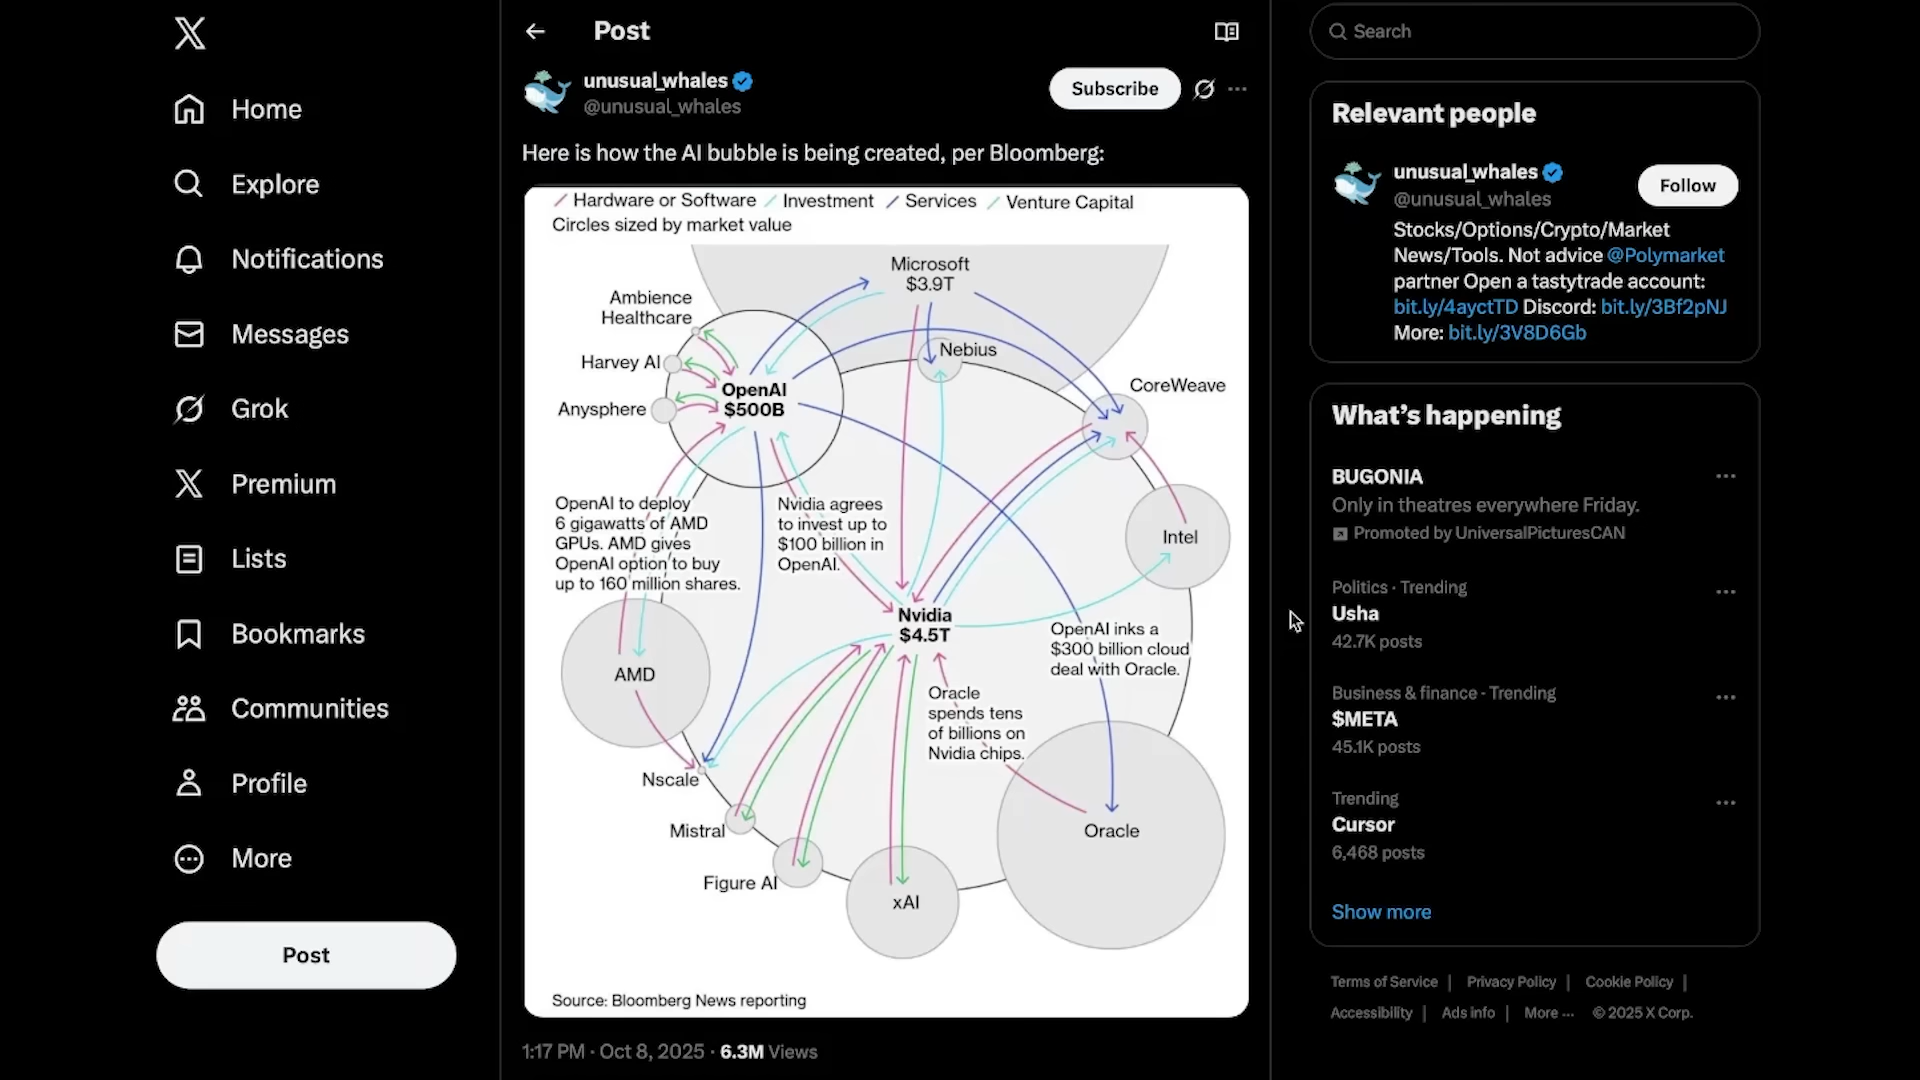 Home
Explore
Notifications
Messages
Grok
Premium
Lists
Bookmarks
Communities
Profile
More
Post
Post
unusual_whales
@unusual_whales
Subscribe
Here is how the AI bubble is being created, per Bloomberg:
Hardware or Software Investment Services Venture Capital
Circles sized by market value
Microsoft
$3.9T
Ambience
Healthcare
Harvey AI
Anysphere
OpenAI
$500B
Nebius
CoreWeave
Intel
OpenAI to deploy
6 gigawatts of AMD
GPUs. AMD gives
OpenAI option to buy
up to 160 million shares.
Nvidia agrees
to invest up to
$100 billion in
OpenAI.
Nvidia
$4.5T
OpenAI inks a
$300 billion cloud
deal with Oracle.
AMD
Oracle
spends tens
of billions on
Nvidia chips.
Nscale
Mistral
Figure AI
xAI
Oracle
Source: Bloomberg News reporting
1:17 PM · Oct 8, 2025 · 6.3M Views
Search
Relevant people
unusual_whales
@unusual_whales
Follow
Stocks/Options/Crypto/Market
News/Tools. Not advice @Polymarket
partner Open a tastytrade account:
bit.ly/4ayctTD Discord: bit.ly/3Bf2pNJ
More: bit.ly/3V8D6Gb
What's happening
BUGONIA
Only in theatres everywhere Friday.
Promoted by UniversalPicturesCAN
Politics · Trending
Usha
42.7K posts
Business & finance · Trending
$META
45.1K posts
Trending
Cursor
6,468 posts
Show more
Terms of Service | Privacy Policy | Cookie Policy |
Accessibility | Ads info | More ··· © 2025 X Corp.